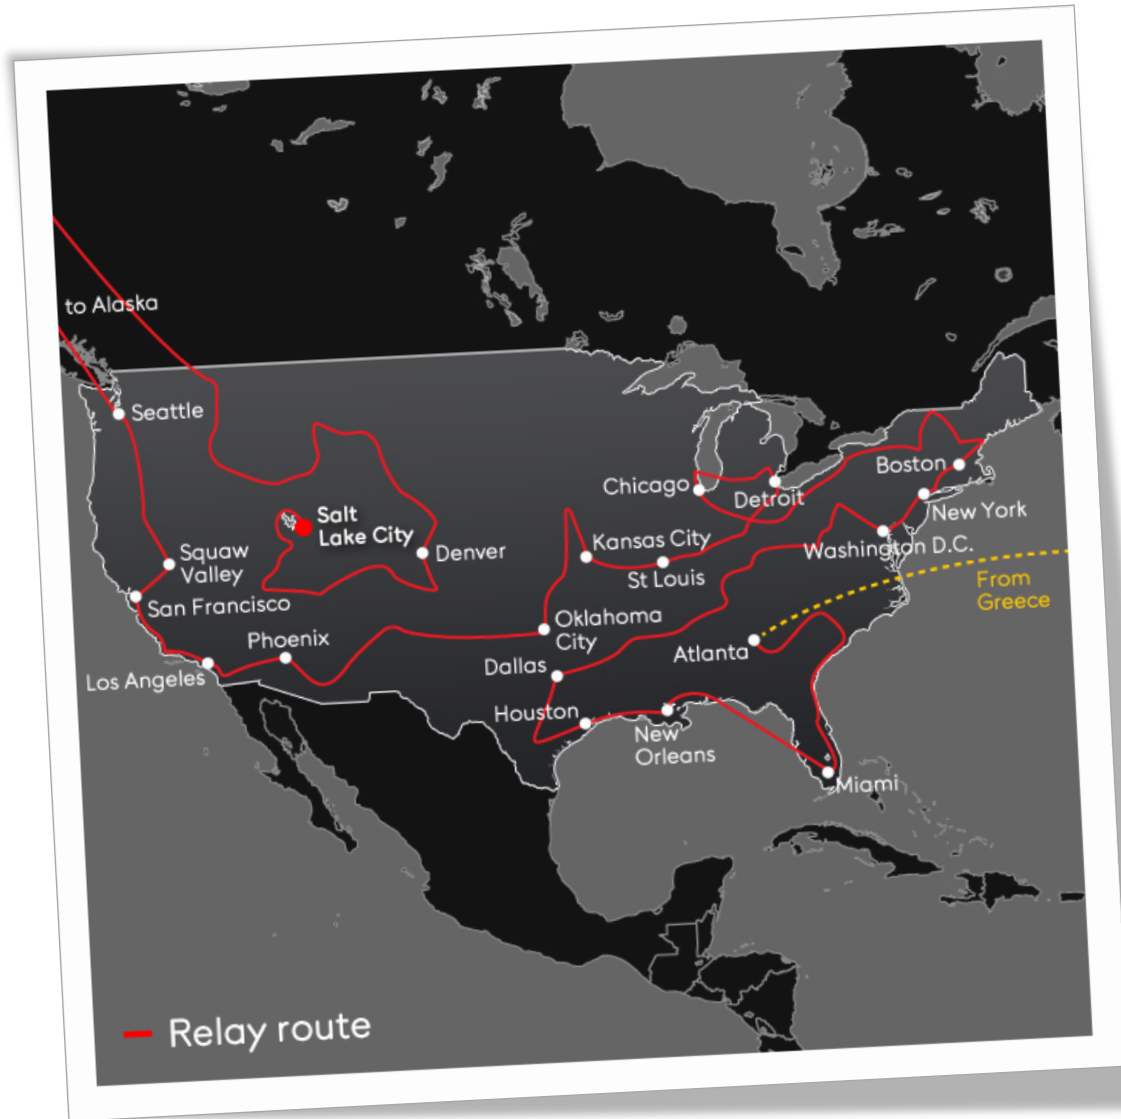 to Alaska
Seattle
Squaw
Valley
San Francisco
Los Angeles
Phoenix
Salt
Lake City
Denver
Oklahoma
City
Kansas City
St Louis
Chicago
Detroit
Boston
New York
Washington D.C.
From
Greece
Atlanta
Dallas
Houston
New
Orleans
Miami
Relay route